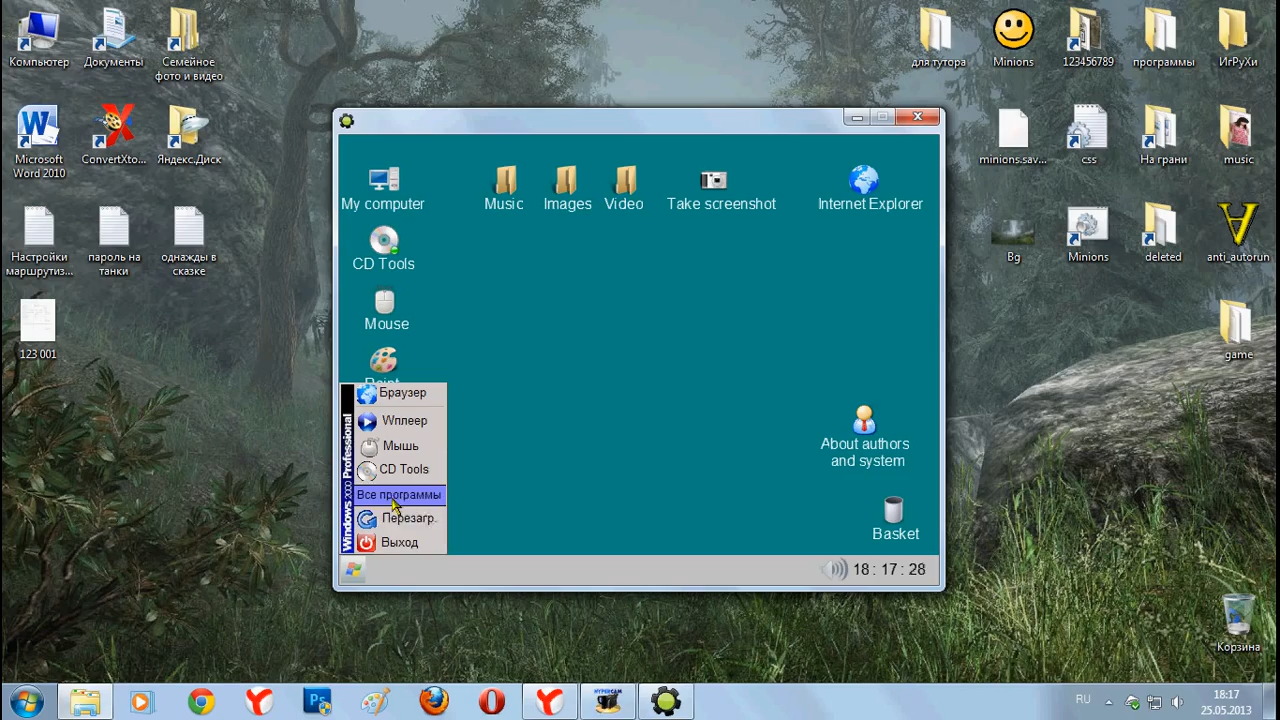 Компьютер
Документы
Семейное
фото и видео
для тутора
Minions
123456789
программы
ИгРуХи
Microsoft
Word 2010
ConvertXto...
Яндекс.Диск
minions.sav...
css
На грани
music
Настройки
маршрутиз...
пароль на
танки
однажды в
сказке
Bg
Minions
deleted
anti_autorun
123 001
game
Корзина
My computer
Music
Images
Video
Take screenshot
Internet Explorer
CD Tools
Mouse
Paint
About authors
and system
Basket
Windows 2000 Professional
Браузер
Wплеер
Мышь
CD Tools
Все программы
Перезагр.
Выход
18 : 17 : 28
Ps
HYPERCAM
RU
18:17
25.05.2013